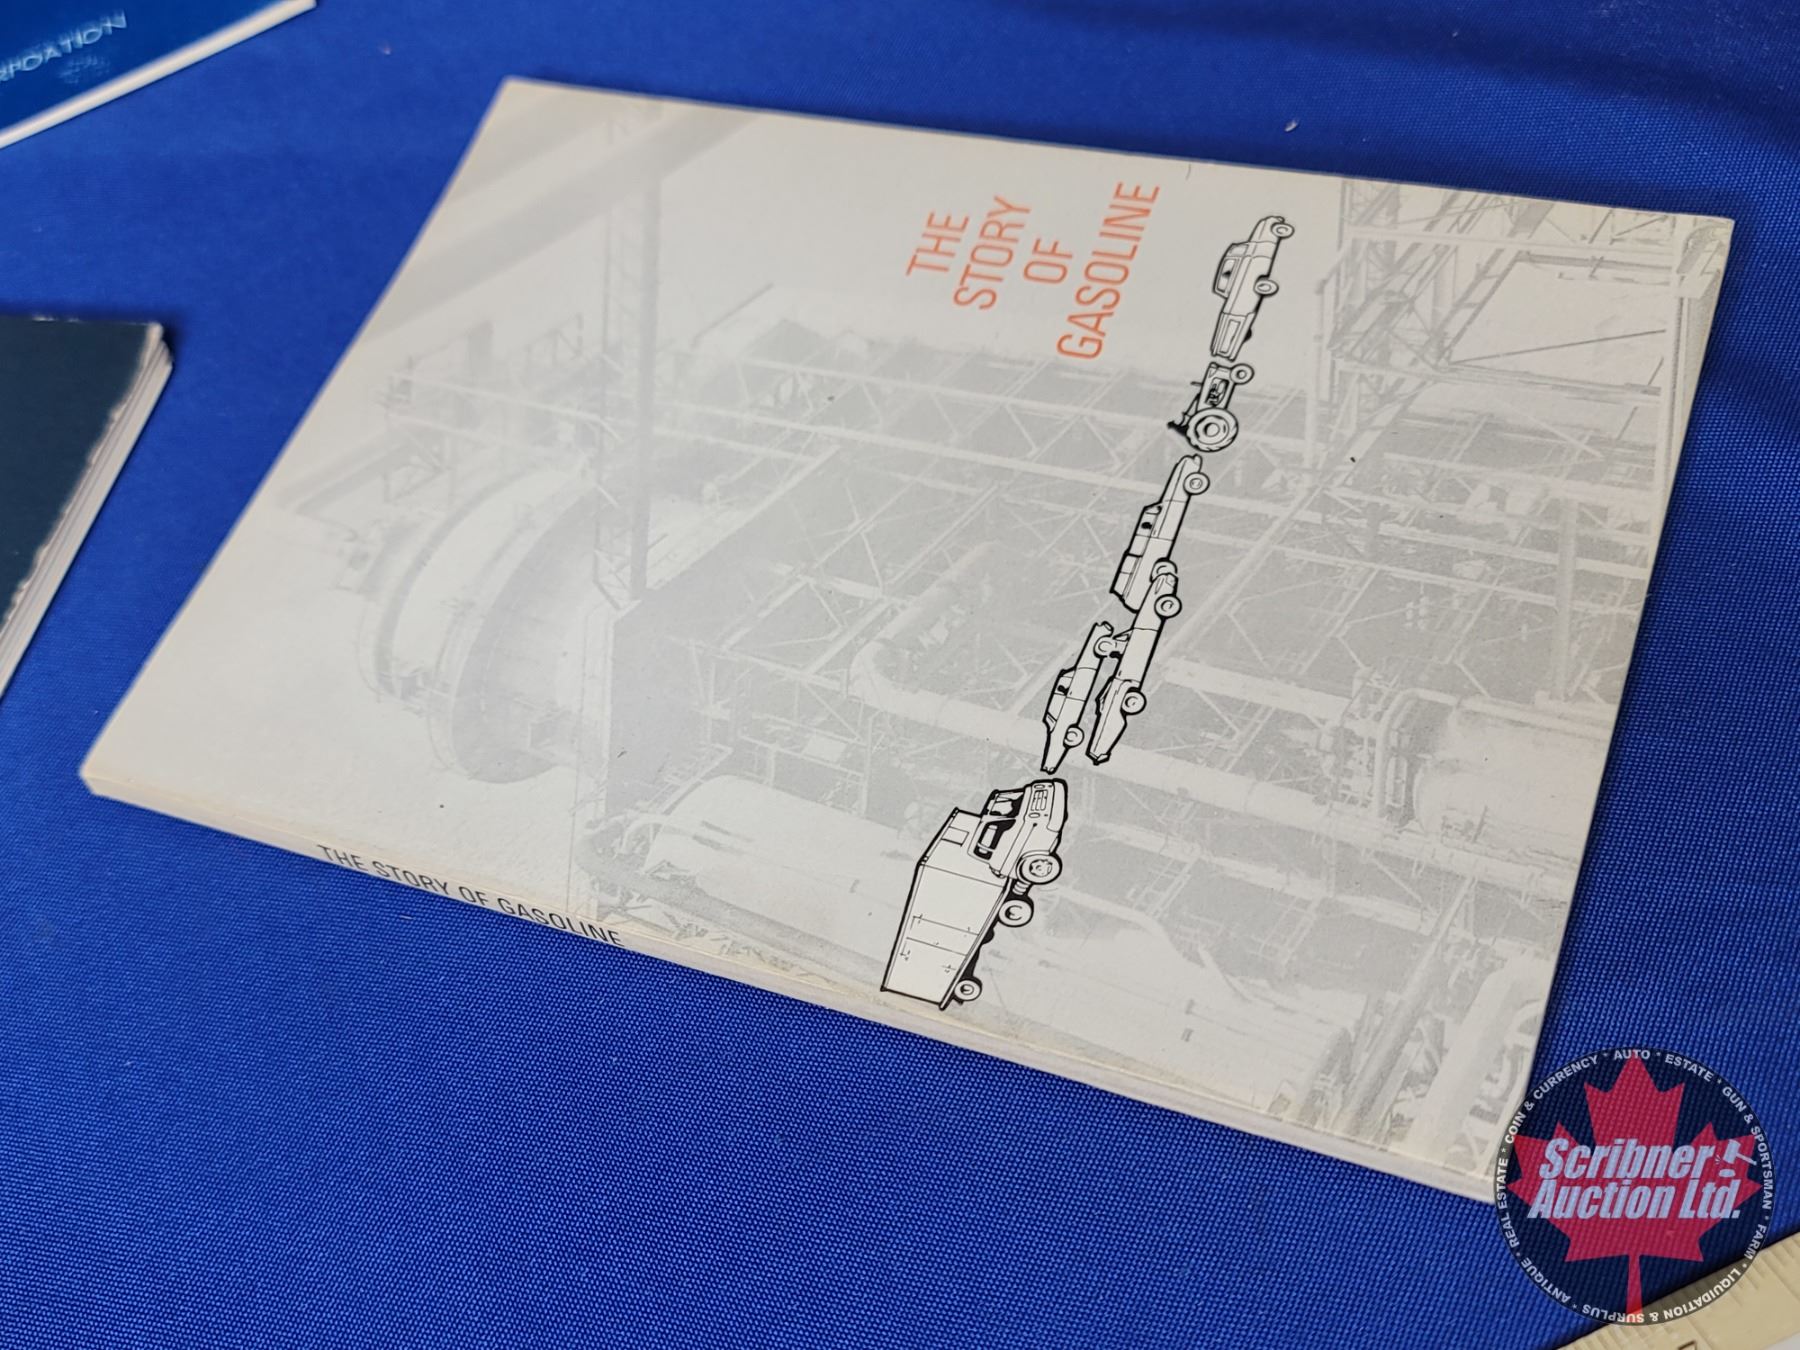 THE
STORY
OF
GASOLINE
THE STORY OF GASOLINE
Scribner
Auction Ltd.
ANTIQUE * REAL ESTATE * COIN & CURRENCY * AUTO * ESTATE * GUN & SPORTSMAN * FARM * LIQUIDATION & SURPLUS *